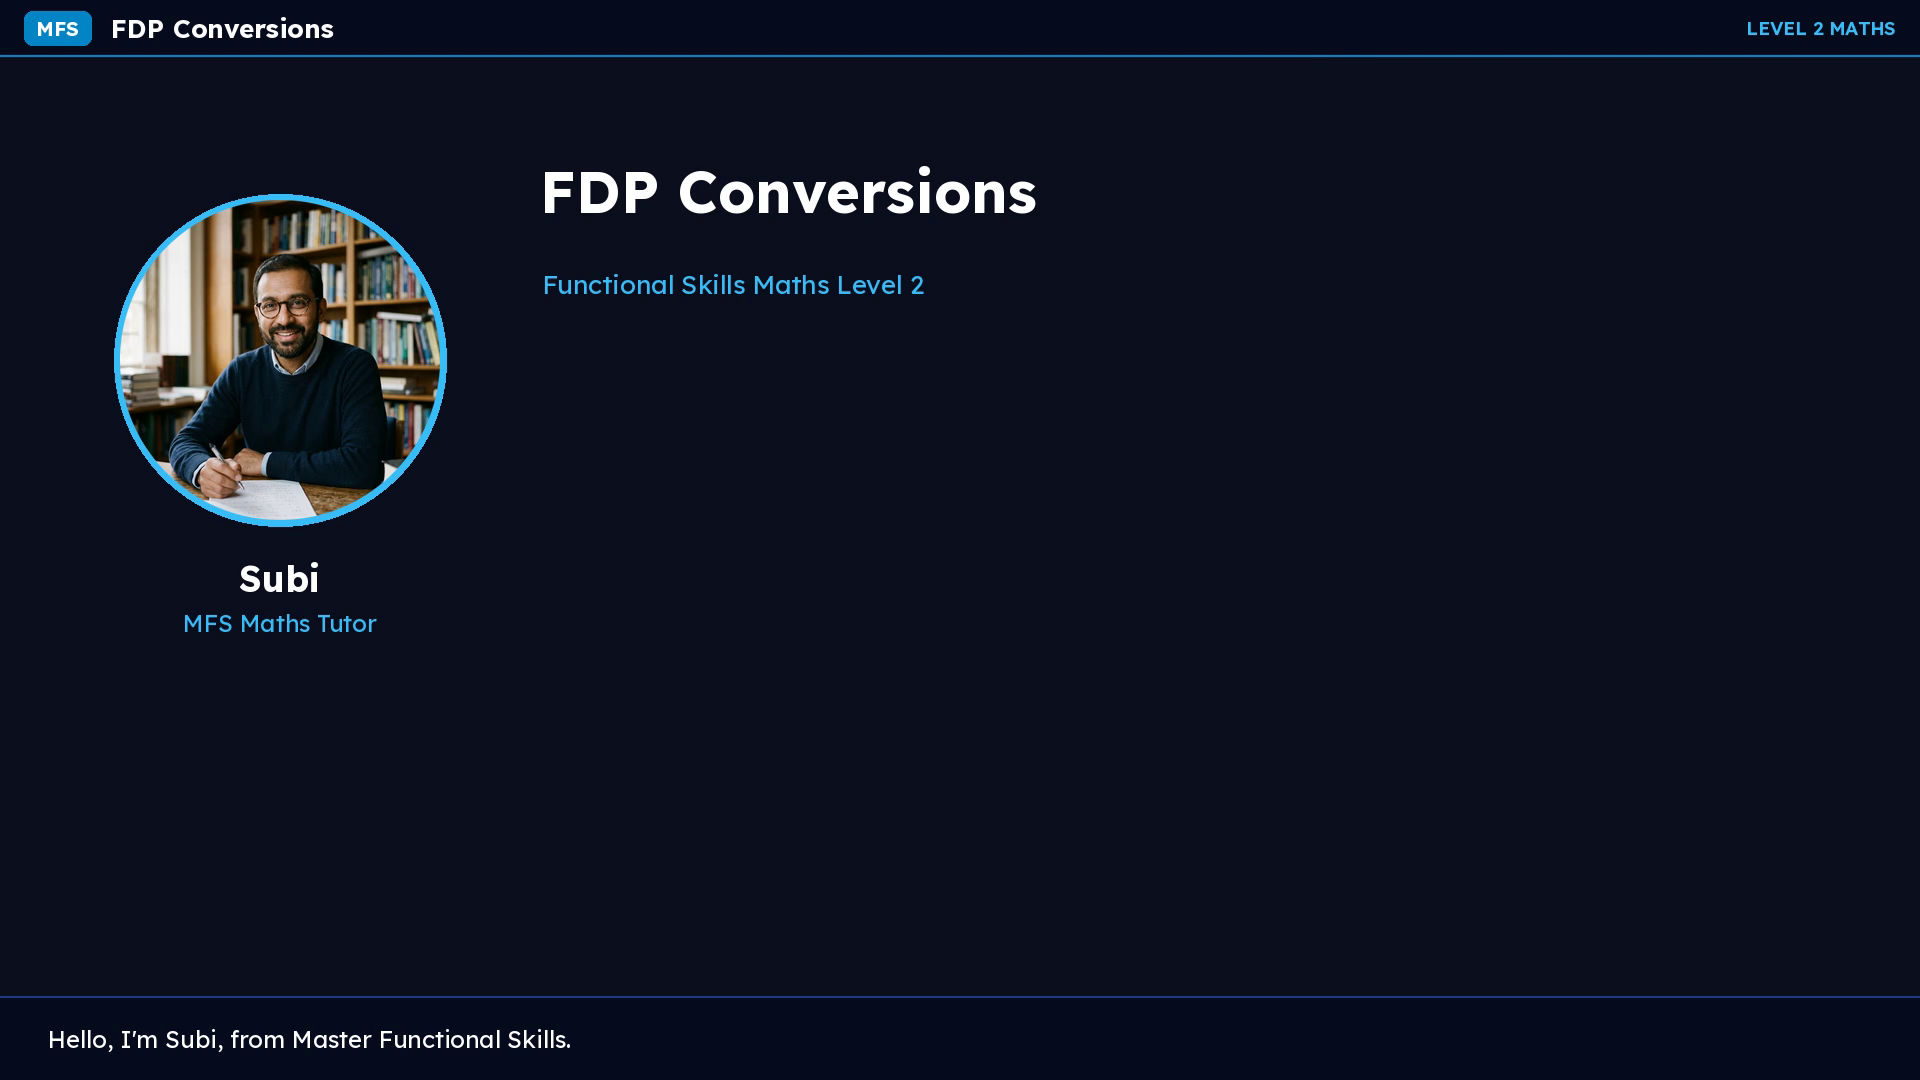 MFS FDP Conversions LEVEL 2 MATHS
FDP Conversions
Functional Skills Maths Level 2
Subi
MFS Maths Tutor
Hello, I'm Subi, from Master Functional Skills.